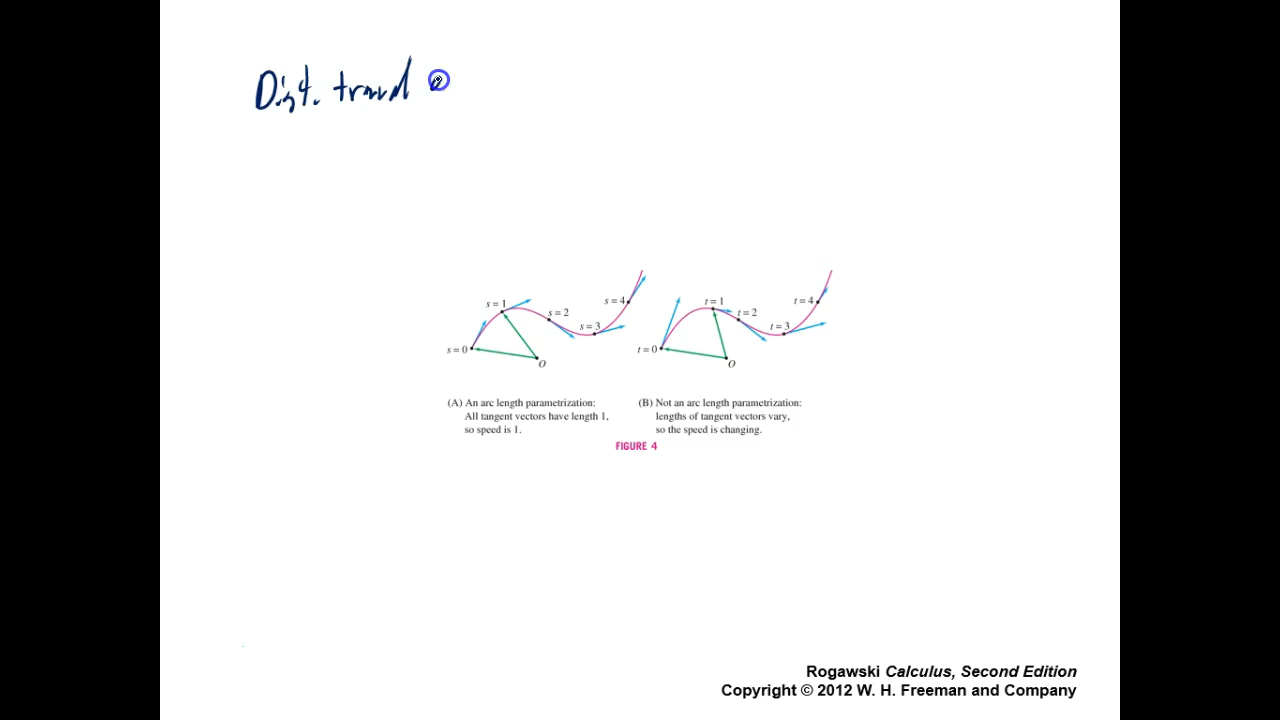 Dist. travel
s = 1
s = 2
s = 3
s = 4
s = 0
O
t = 1
t = 2
t = 3
t = 4
t = 0
O
(A) An arc length parametrization:
All tangent vectors have length 1,
so speed is 1.
(B) Not an arc length parametrization:
lengths of tangent vectors vary,
so the speed is changing.
FIGURE 4
Rogawski Calculus, Second Edition
Copyright © 2012 W. H. Freeman and Company